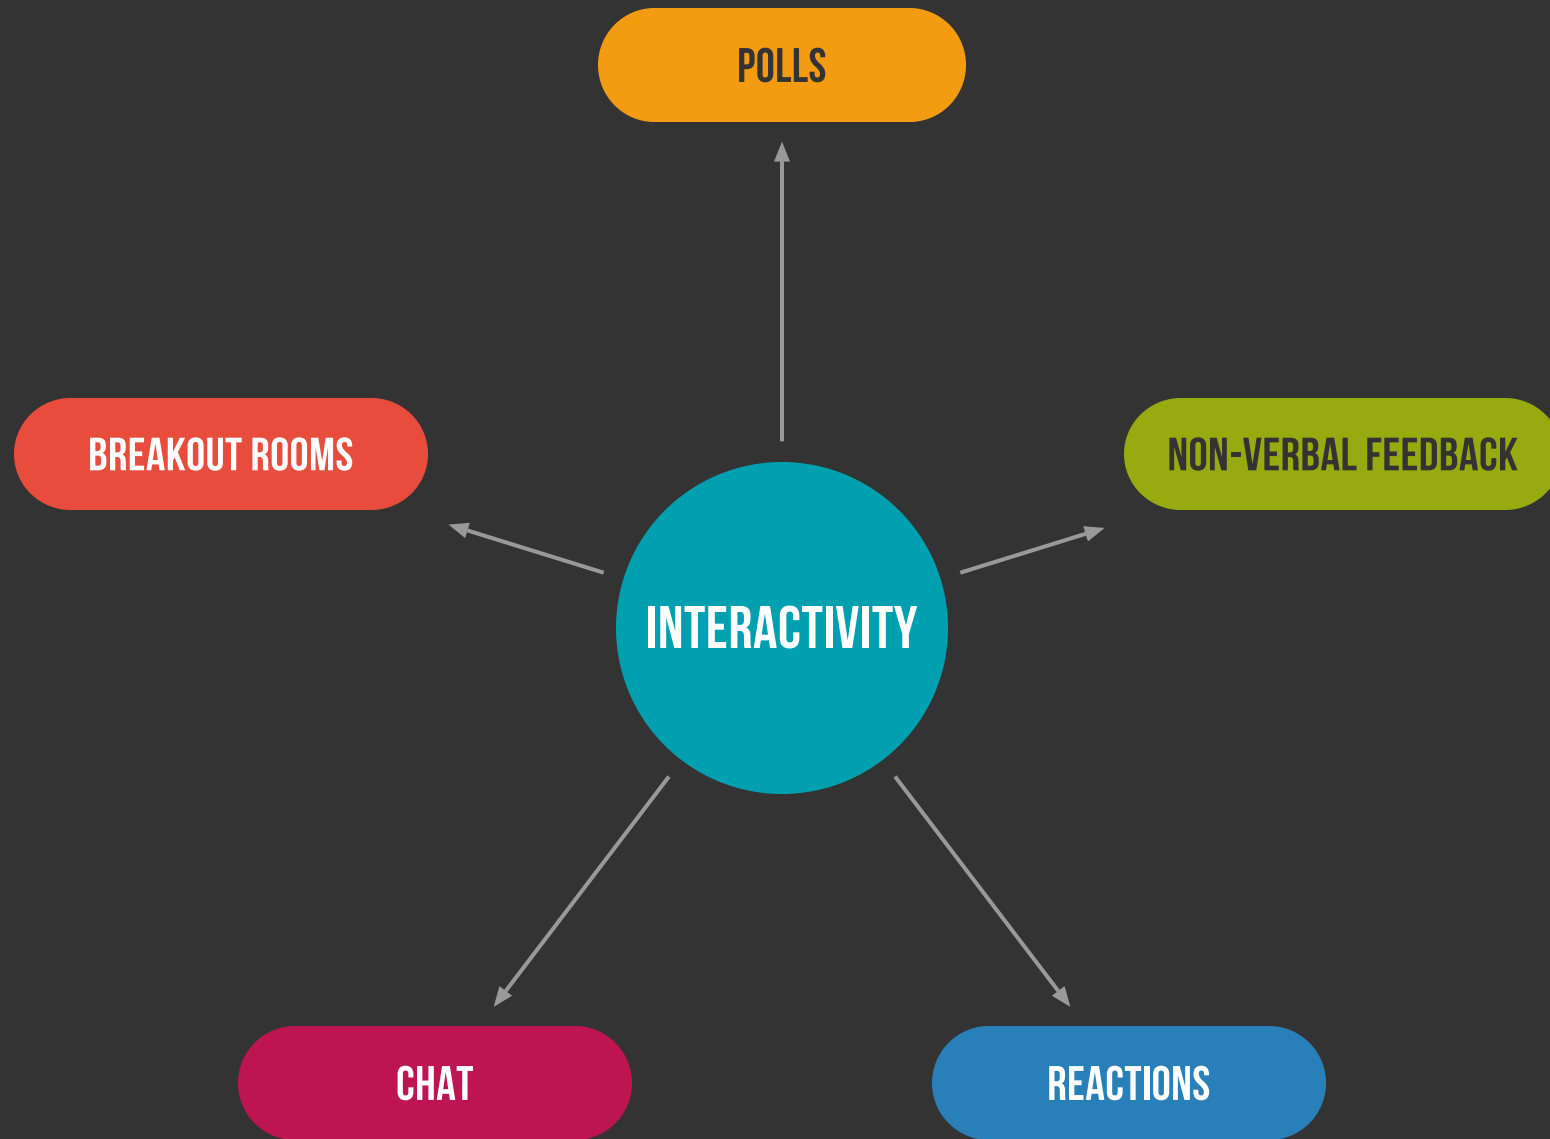 POLLS
BREAKOUT ROOMS
NON-VERBAL FEEDBACK
INTERACTIVITY
CHAT
REACTIONS